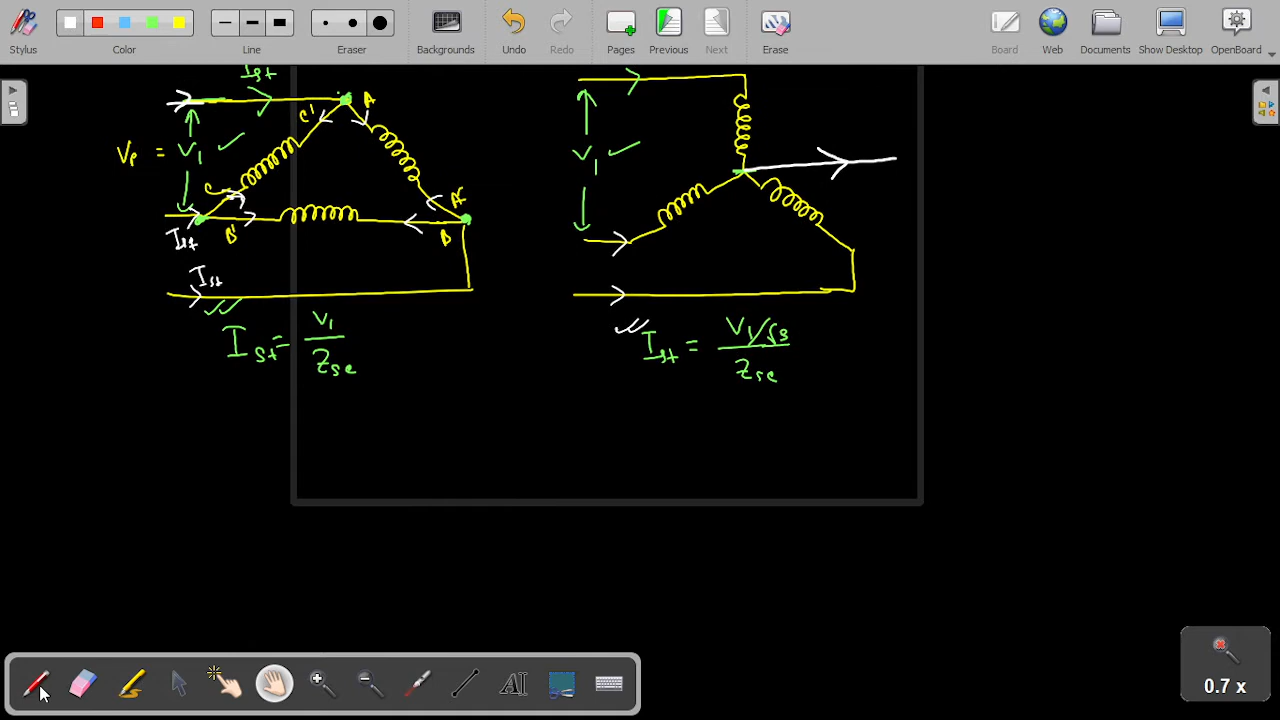 Stylus
Color
Line
Eraser
Backgrounds
Undo
Redo
Pages
Previous
Next
Erase
Board
Web
Documents
Show Desktop
OpenBoard
Ist
A
C'
Vp = V1
C
A'
B'
B
Ist
Ist
Ist = V1 / Zse
V1
Ist = V1/√3 / Zse
0.7 x